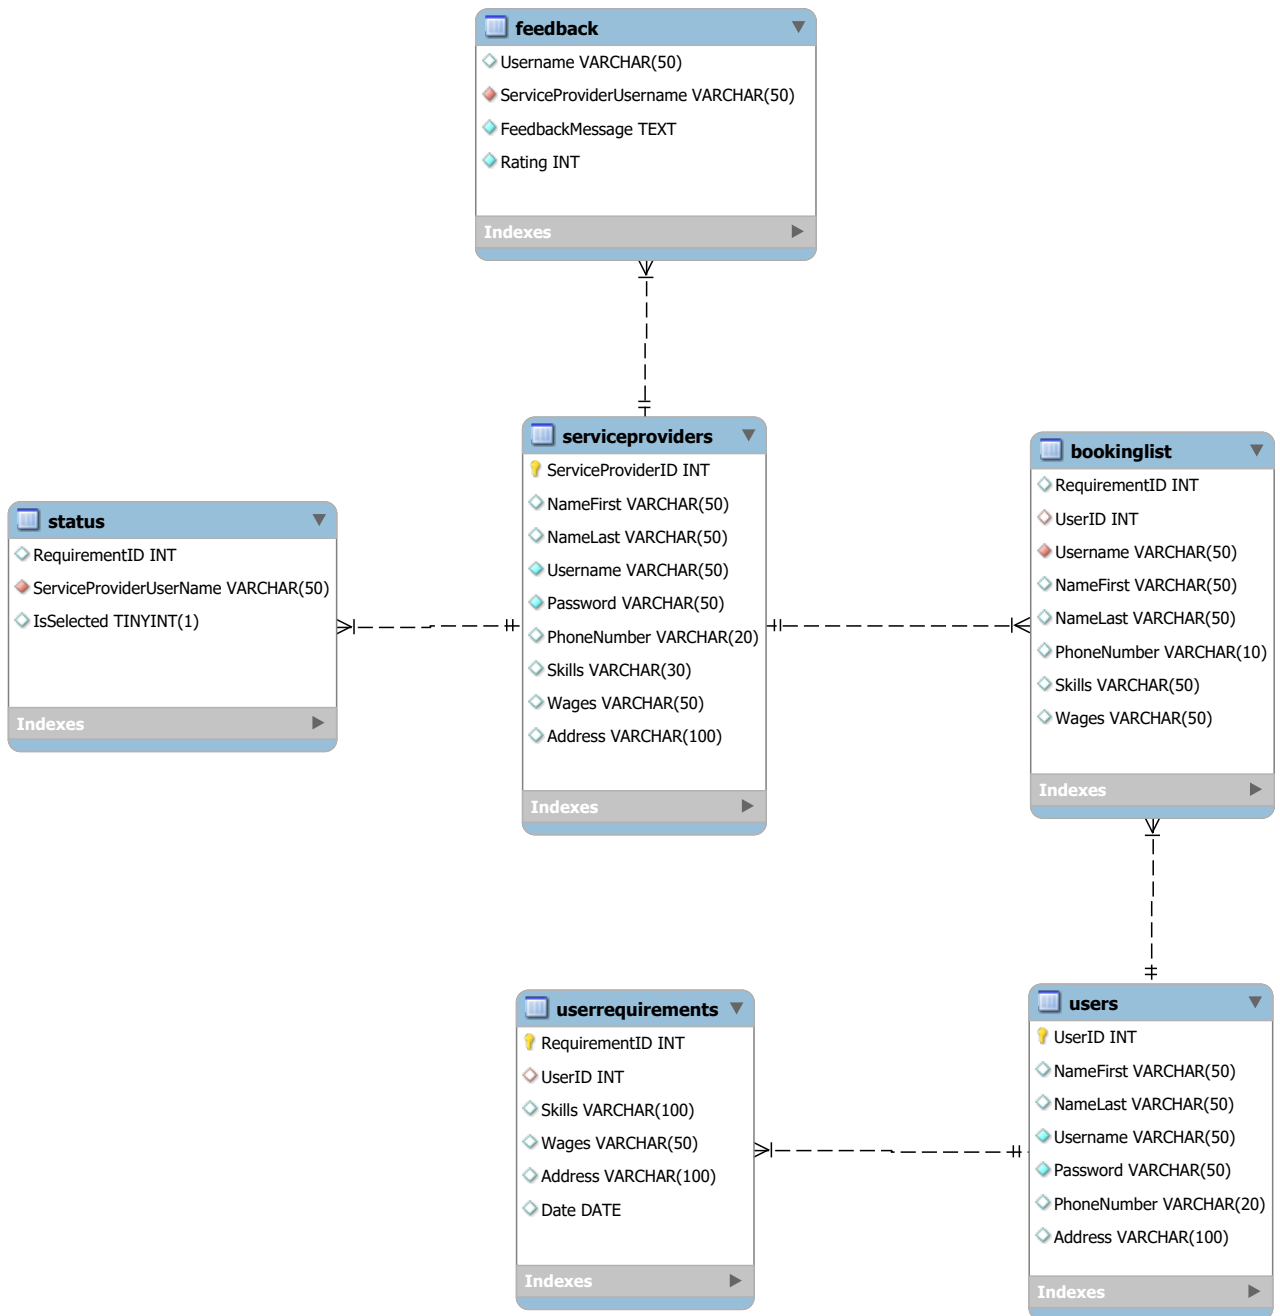 feedback
Username VARCHAR(50)
ServiceProviderUsername VARCHAR(50)
FeedbackMessage TEXT
Rating INT
Indexes
serviceproviders
ServiceProviderID INT
NameFirst VARCHAR(50)
NameLast VARCHAR(50)
Username VARCHAR(50)
Password VARCHAR(50)
PhoneNumber VARCHAR(20)
Skills VARCHAR(30)
Wages VARCHAR(50)
Address VARCHAR(100)
Indexes
bookinglist
RequirementID INT
UserID INT
Username VARCHAR(50)
NameFirst VARCHAR(50)
NameLast VARCHAR(50)
PhoneNumber VARCHAR(10)
Skills VARCHAR(50)
Wages VARCHAR(50)
Indexes
status
RequirementID INT
ServiceProviderUserName VARCHAR(50)
IsSelected TINYINT(1)
Indexes
userrequirements
RequirementID INT
UserID INT
Skills VARCHAR(100)
Wages VARCHAR(50)
Address VARCHAR(100)
Date DATE
Indexes
users
UserID INT
NameFirst VARCHAR(50)
NameLast VARCHAR(50)
Username VARCHAR(50)
Password VARCHAR(50)
PhoneNumber VARCHAR(20)
Address VARCHAR(100)
Indexes